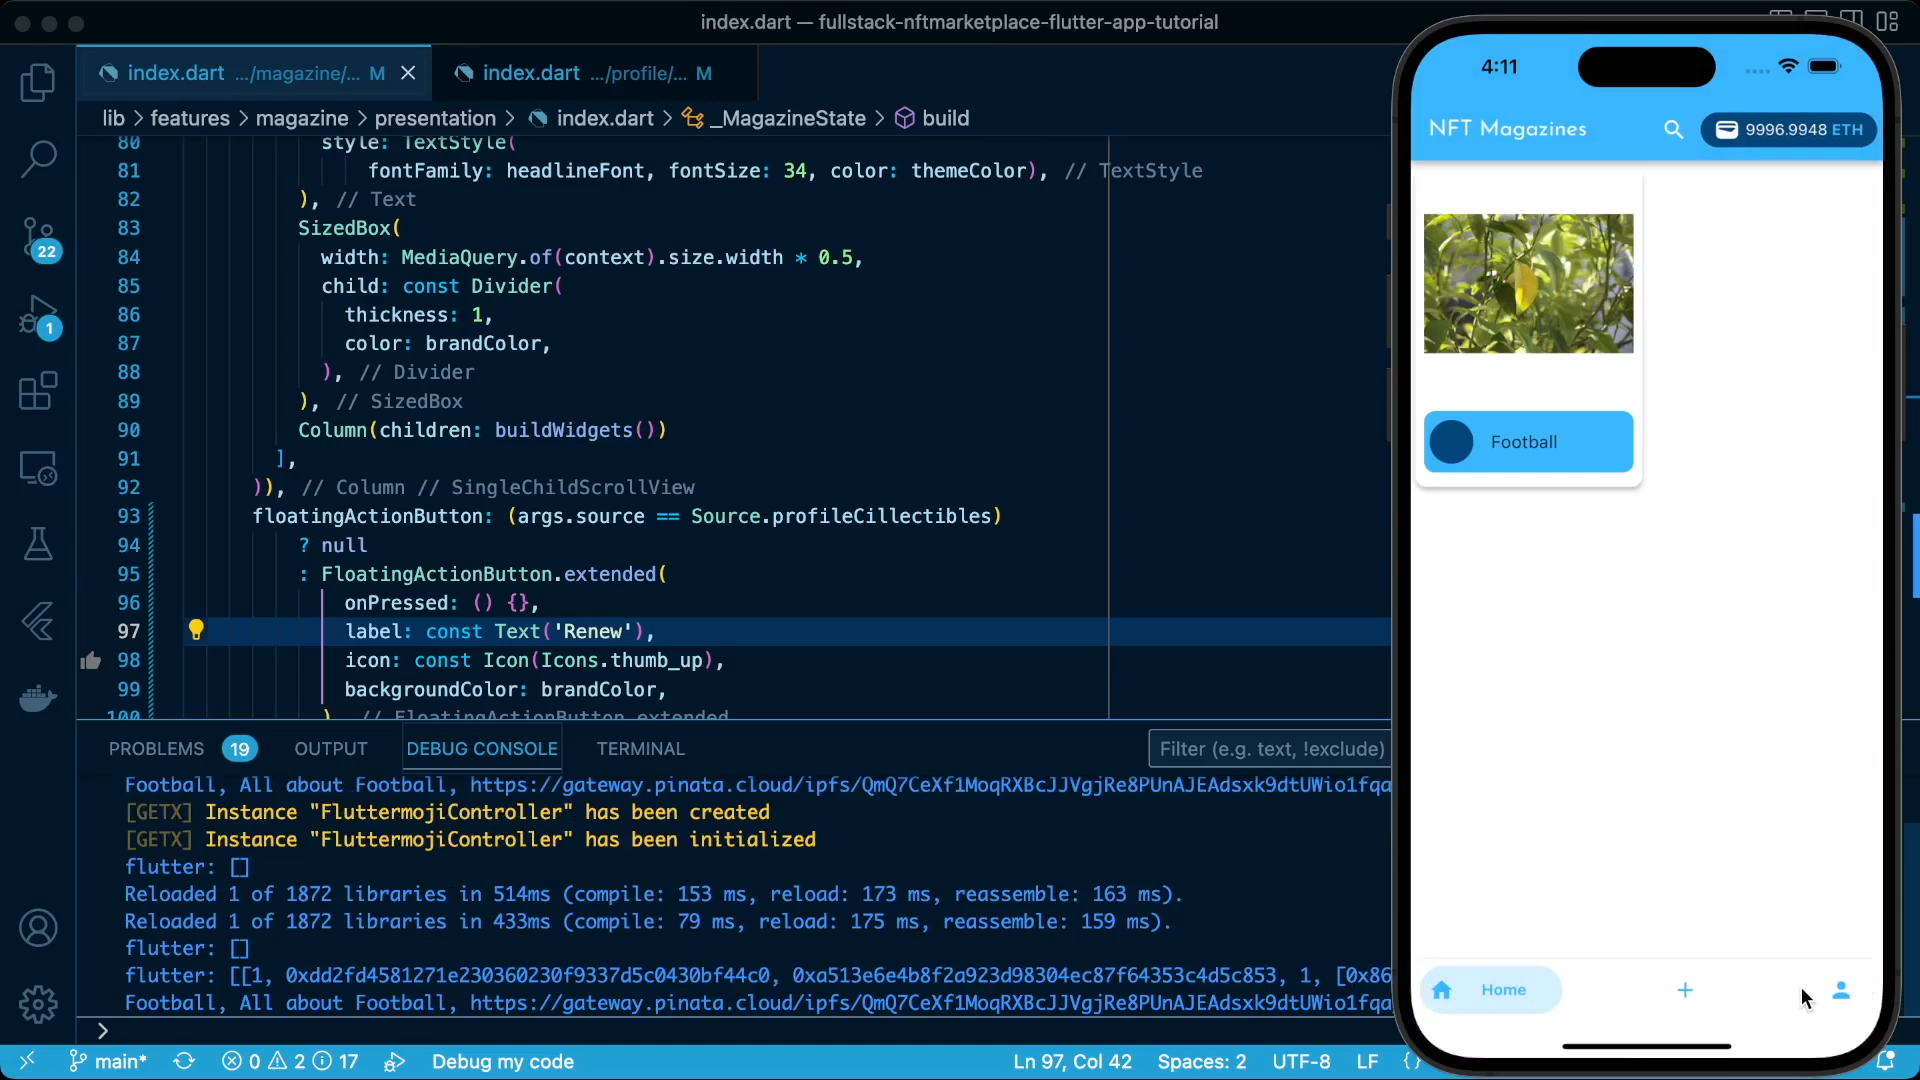 index.dart — fullstack-nftmarketplace-flutter-app-tutorial
index.dart .../magazine/... M
index.dart .../profile/... M
lib > features > magazine > presentation > index.dart > _MagazineState > build
80 style: TextStyle(
81 fontFamily: headlineFont, fontSize: 34, color: themeColor), // TextStyle
82 ), // Text
83 SizedBox(
84 width: MediaQuery.of(context).size.width * 0.5,
85 child: const Divider(
86 thickness: 1,
87 color: brandColor,
88 ), // Divider
89 ), // SizedBox
90 Column(children: buildWidgets())
91 ],
92 )), // Column // SingleChildScrollView
93 floatingActionButton: (args.source == Source.profileCillectibles)
94 ? null
95 : FloatingActionButton.extended(
96 onPressed: () {},
97 label: const Text('Renew'),
98 icon: const Icon(Icons.thumb_up),
99 backgroundColor: brandColor,
100 ) // FloatingActionButton.extended
22
1
PROBLEMS 19 OUTPUT DEBUG CONSOLE TERMINAL
Filter (e.g. text, !exclude)
Football, All about Football, https://gateway.pinata.cloud/ipfs/QmQ7CeXf1MoqRXBcJJVgjRe8PUnAJEAdsxk9dtUWio1fqa
[GETX] Instance "FluttermojiController" has been created
[GETX] Instance "FluttermojiController" has been initialized
flutter: []
Reloaded 1 of 1872 libraries in 514ms (compile: 153 ms, reload: 173 ms, reassemble: 163 ms).
Reloaded 1 of 1872 libraries in 433ms (compile: 79 ms, reload: 175 ms, reassemble: 159 ms).
flutter: []
flutter: [[1, 0xdd2fd4581271e230360230f9337d5c0430bf44c0, 0xa513e6e4b8f2a923d98304ec87f64353c4d5c853, 1, [0x86
Football, All about Football, https://gateway.pinata.cloud/ipfs/QmQ7CeXf1MoqRXBcJJVgjRe8PUnAJEAdsxk9dtUWio1fqa
>
main* 0 2 17 Debug my code Ln 97, Col 42 Spaces: 2 UTF-8 LF {
4:11
NFT Magazines
9996.9948 ETH
Football
Home
+